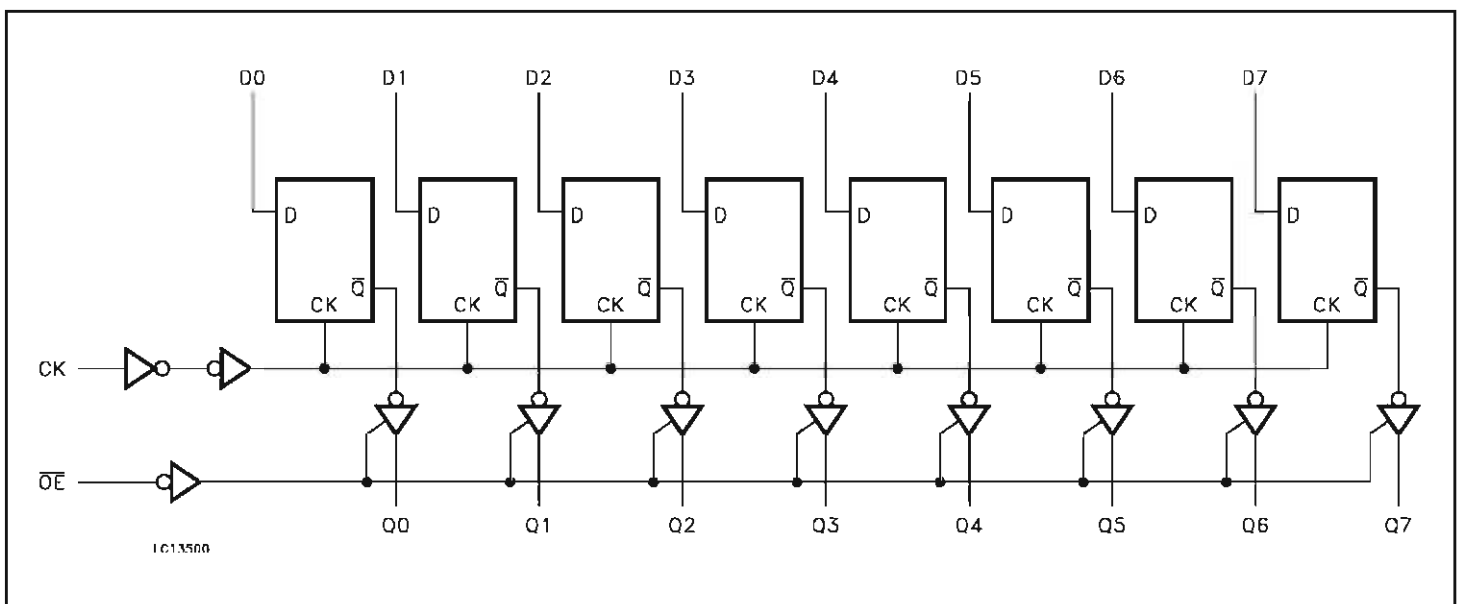 D0 D1 D2 D3 D4 D5 D6 D7
D D D D D D D D
Q̅ Q̅ Q̅ Q̅ Q̅ Q̅ Q̅ Q̅
CK CK CK CK CK CK CK CK
CK
O̅E̅
Q0 Q1 Q2 Q3 Q4 Q5 Q6 Q7
LC13500